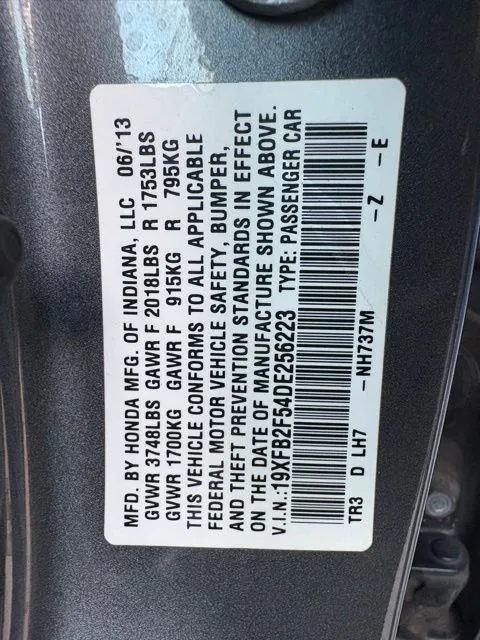 MFD. BY HONDA MFG. OF INDIANA, LLC 06/'13
GVWR 3748LBS GAWR F 2018LBS R 1753LBS
GVWR 1700KG GAWR F 915KG R 795KG
THIS VEHICLE CONFORMS TO ALL APPLICABLE
FEDERAL MOTOR VEHICLE SAFETY, BUMPER,
AND THEFT PREVENTION STANDARDS IN EFFECT
ON THE DATE OF MANUFACTURE SHOWN ABOVE.
V.I.N.:19XFB2F54DE256223 TYPE: PASSENGER CAR
TR3 D LH7 -NH737M -Z -E